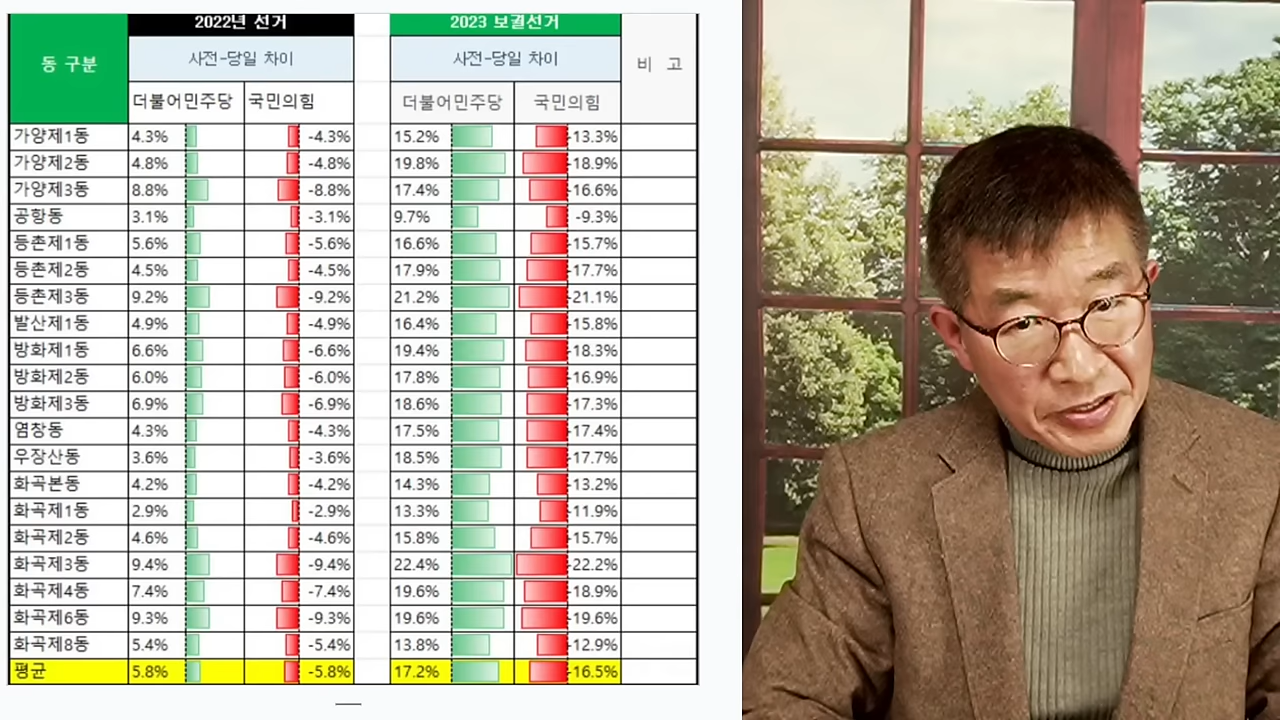 2022년 선거 2023 보궐선거
동 구분 사전-당일 차이 사전-당일 차이 비 고
더불어민주당 국민의힘 더불어민주당 국민의힘
가양제1동 4.3% -4.3% 15.2% -13.3%
가양제2동 4.8% -4.8% 19.8% -18.9%
가양제3동 8.8% -8.8% 17.4% -16.6%
공항동 3.1% -3.1% 9.7% -9.3%
등촌제1동 5.6% -5.6% 16.6% -15.7%
등촌제2동 4.5% -4.5% 17.9% -17.7%
등촌제3동 9.2% -9.2% 21.2% -21.1%
발산제1동 4.9% -4.9% 16.4% -15.8%
방화제1동 6.6% -6.6% 19.4% -18.3%
방화제2동 6.0% -6.0% 17.8% -16.9%
방화제3동 6.9% -6.9% 18.6% -17.3%
염창동 4.3% -4.3% 17.5% -17.4%
우장산동 3.6% -3.6% 18.5% -17.7%
화곡본동 4.2% -4.2% 14.3% -13.2%
화곡제1동 2.9% -2.9% 13.3% -11.9%
화곡제2동 4.6% -4.6% 15.8% -15.7%
화곡제3동 9.4% -9.4% 22.4% -22.2%
화곡제4동 7.4% -7.4% 19.6% -18.9%
화곡제6동 9.3% -9.3% 19.6% -19.6%
화곡제8동 5.4% -5.4% 13.8% -12.9%
평균 5.8% -5.8% 17.2% -16.5%